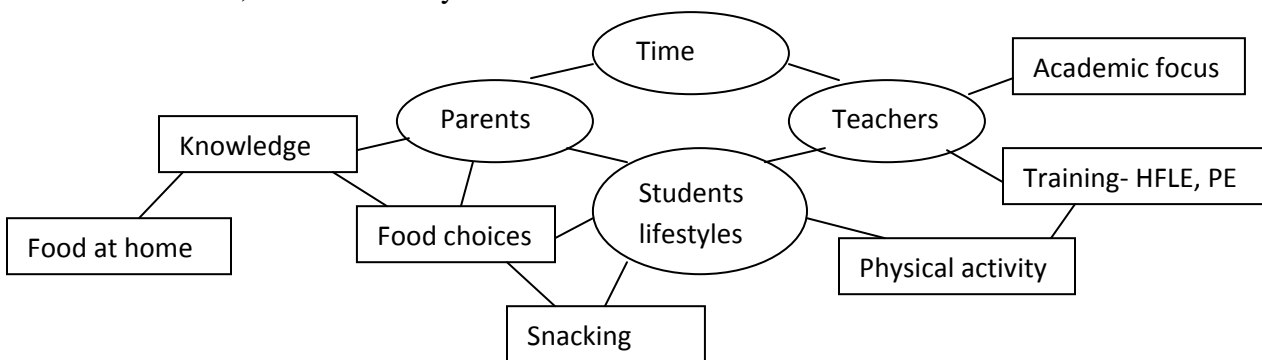 Time
Academic focus
Parents
Teachers
Knowledge
Training- HFLE, PE
Students
lifestyles
Food choices
Food at home
Physical activity
Snacking